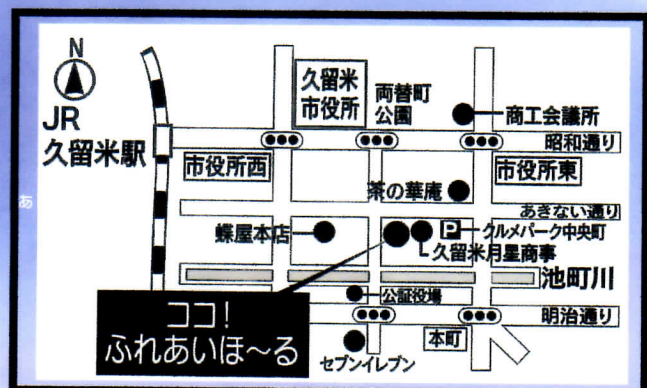 N
JR
久留米駅
久留米
市役所
両替町
公園
商工会議所
昭和通り
市役所西
市役所東
茶の華庵
あきない通り
蝶屋本店
P クルメパーク中央町
久留米月星商事
池町川
公証役場
ココ!
ふれあいほ~る
明治通り
本町
セブンイレブン
あ